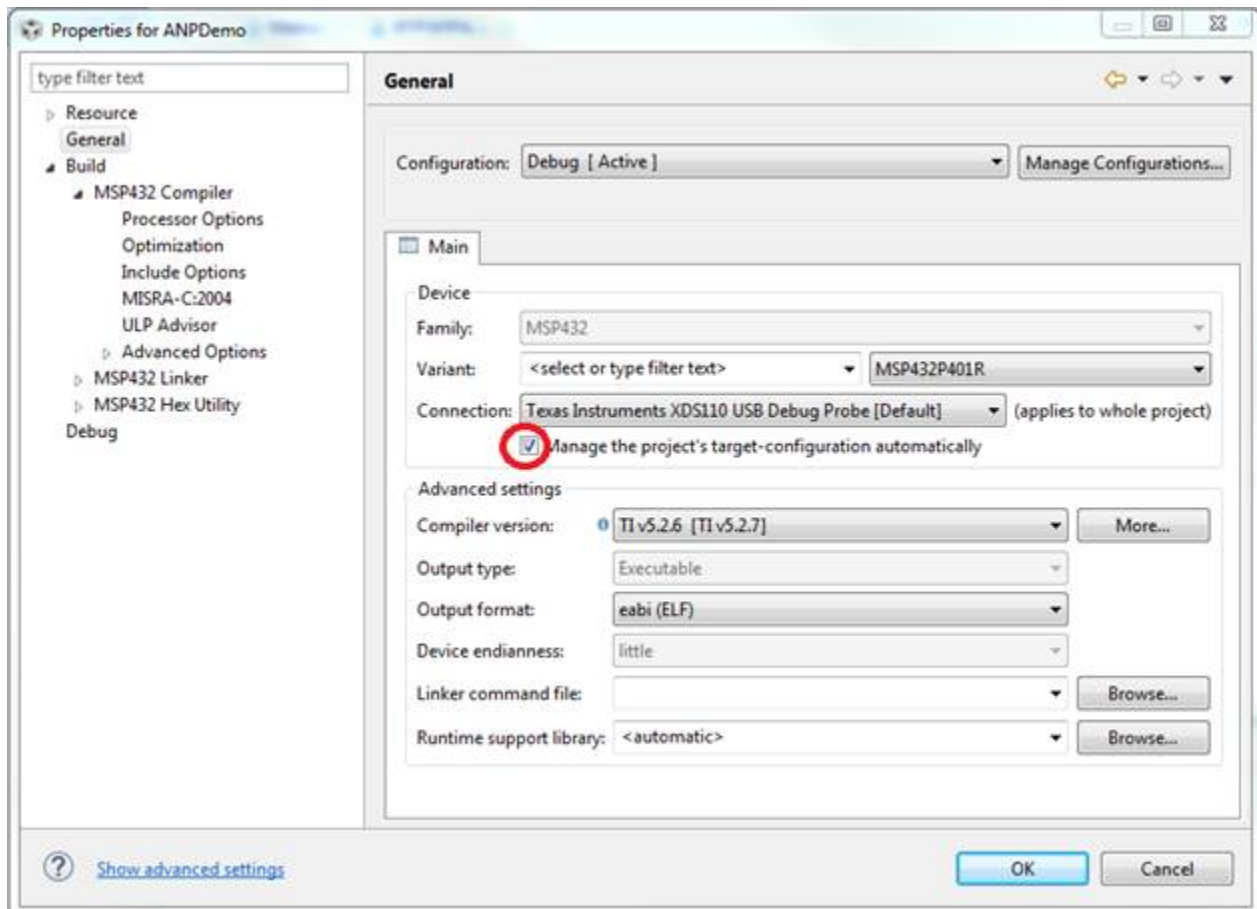 Properties for ANPDemo
type filter text
General
Resource
General
Build
MSP432 Compiler
Processor Options
Optimization
Include Options
MISRA-C:2004
ULP Advisor
Advanced Options
MSP432 Linker
MSP432 Hex Utility
Debug
Configuration: Debug [ Active ] Manage Configurations...
Main
Device
Family: MSP432
Variant: <select or type filter text> MSP432P401R
Connection: Texas Instruments XDS110 USB Debug Probe [Default] (applies to whole project)
Manage the project's target-configuration automatically
Advanced settings
Compiler version: TI v5.2.6 [TI v5.2.7] More...
Output type: Executable
Output format: eabi (ELF)
Device endianness: little
Linker command file: Browse...
Runtime support library: <automatic> Browse...
? Show advanced settings OK Cancel